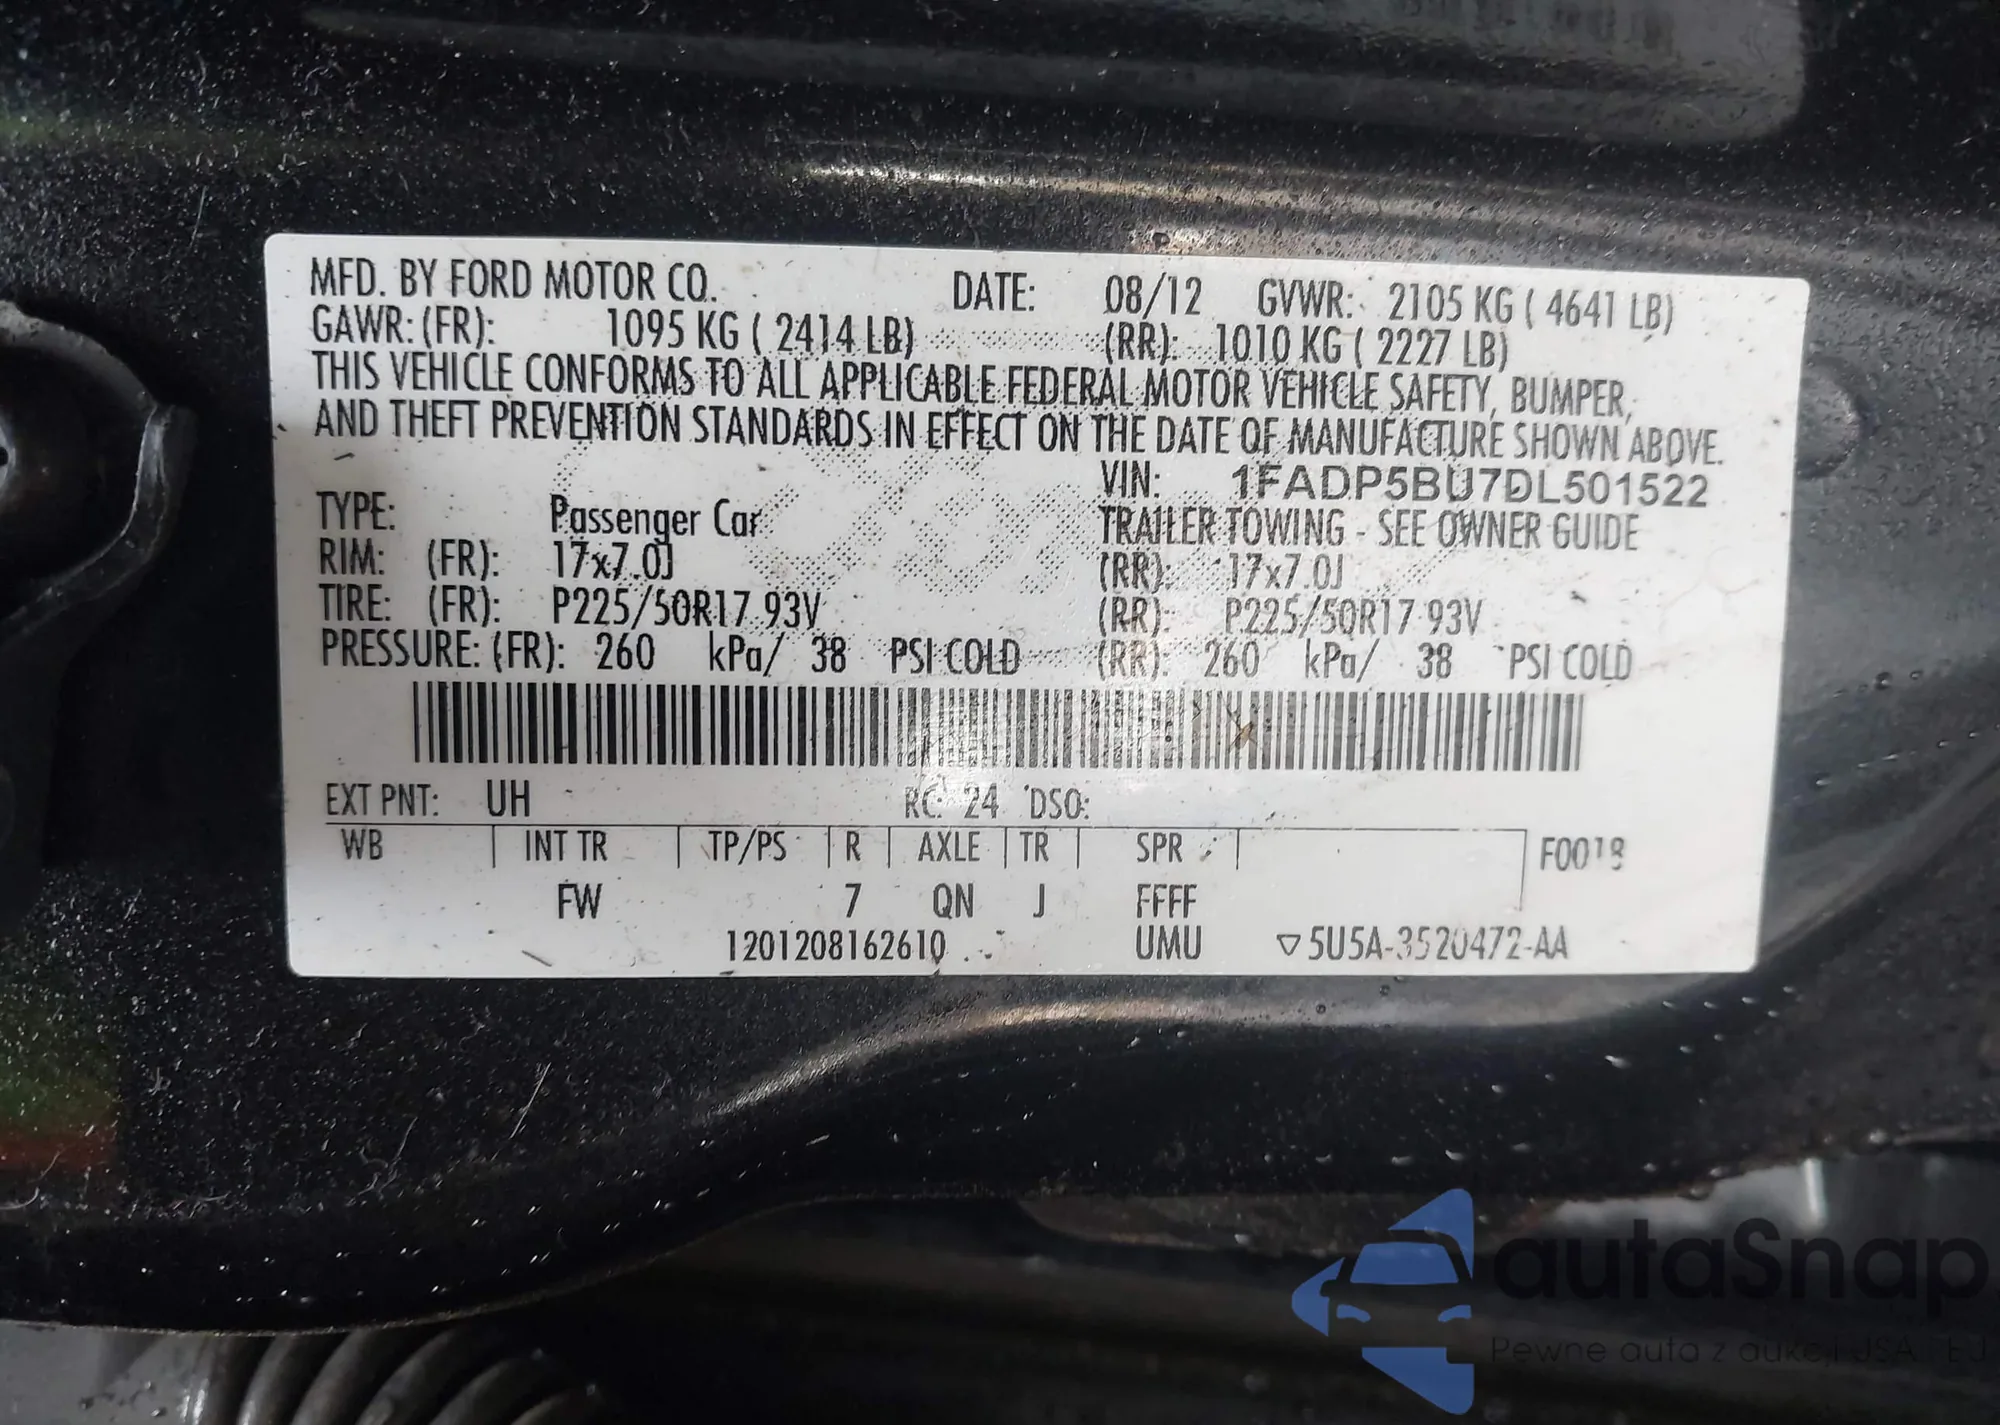 MFD. BY FORD MOTOR CO. DATE: 08/12 GVWR: 2105 KG ( 4641 LB)
GAWR: (FR): 1095 KG ( 2414 LB) (RR): 1010 KG ( 2227 LB)
THIS VEHICLE CONFORMS TO ALL APPLICABLE FEDERAL MOTOR VEHICLE SAFETY, BUMPER,
AND THEFT PREVENTION STANDARDS IN EFFECT ON THE DATE OF MANUFACTURE SHOWN ABOVE.
VIN: 1FADP5BU7DL501522
TYPE: Passenger Car TRAILER TOWING - SEE OWNER GUIDE
RIM: (FR): 17x7.0J (RR): 17x7.0J
TIRE: (FR): P225/50R17 93V (RR): P225/50R17 93V
PRESSURE: (FR): 260 kPa/ 38 PSI COLD (RR): 260 kPa/ 38 PSI COLD
EXT PNT: UH RC: 24 DSO:
WB INT TR TP/PS R AXLE TR SPR F0018
FW 7 QN J FFFF
1201208162610 UMU ▽5U5A-3520472-AA
autaSnap
Pewne auta z aukcji USA